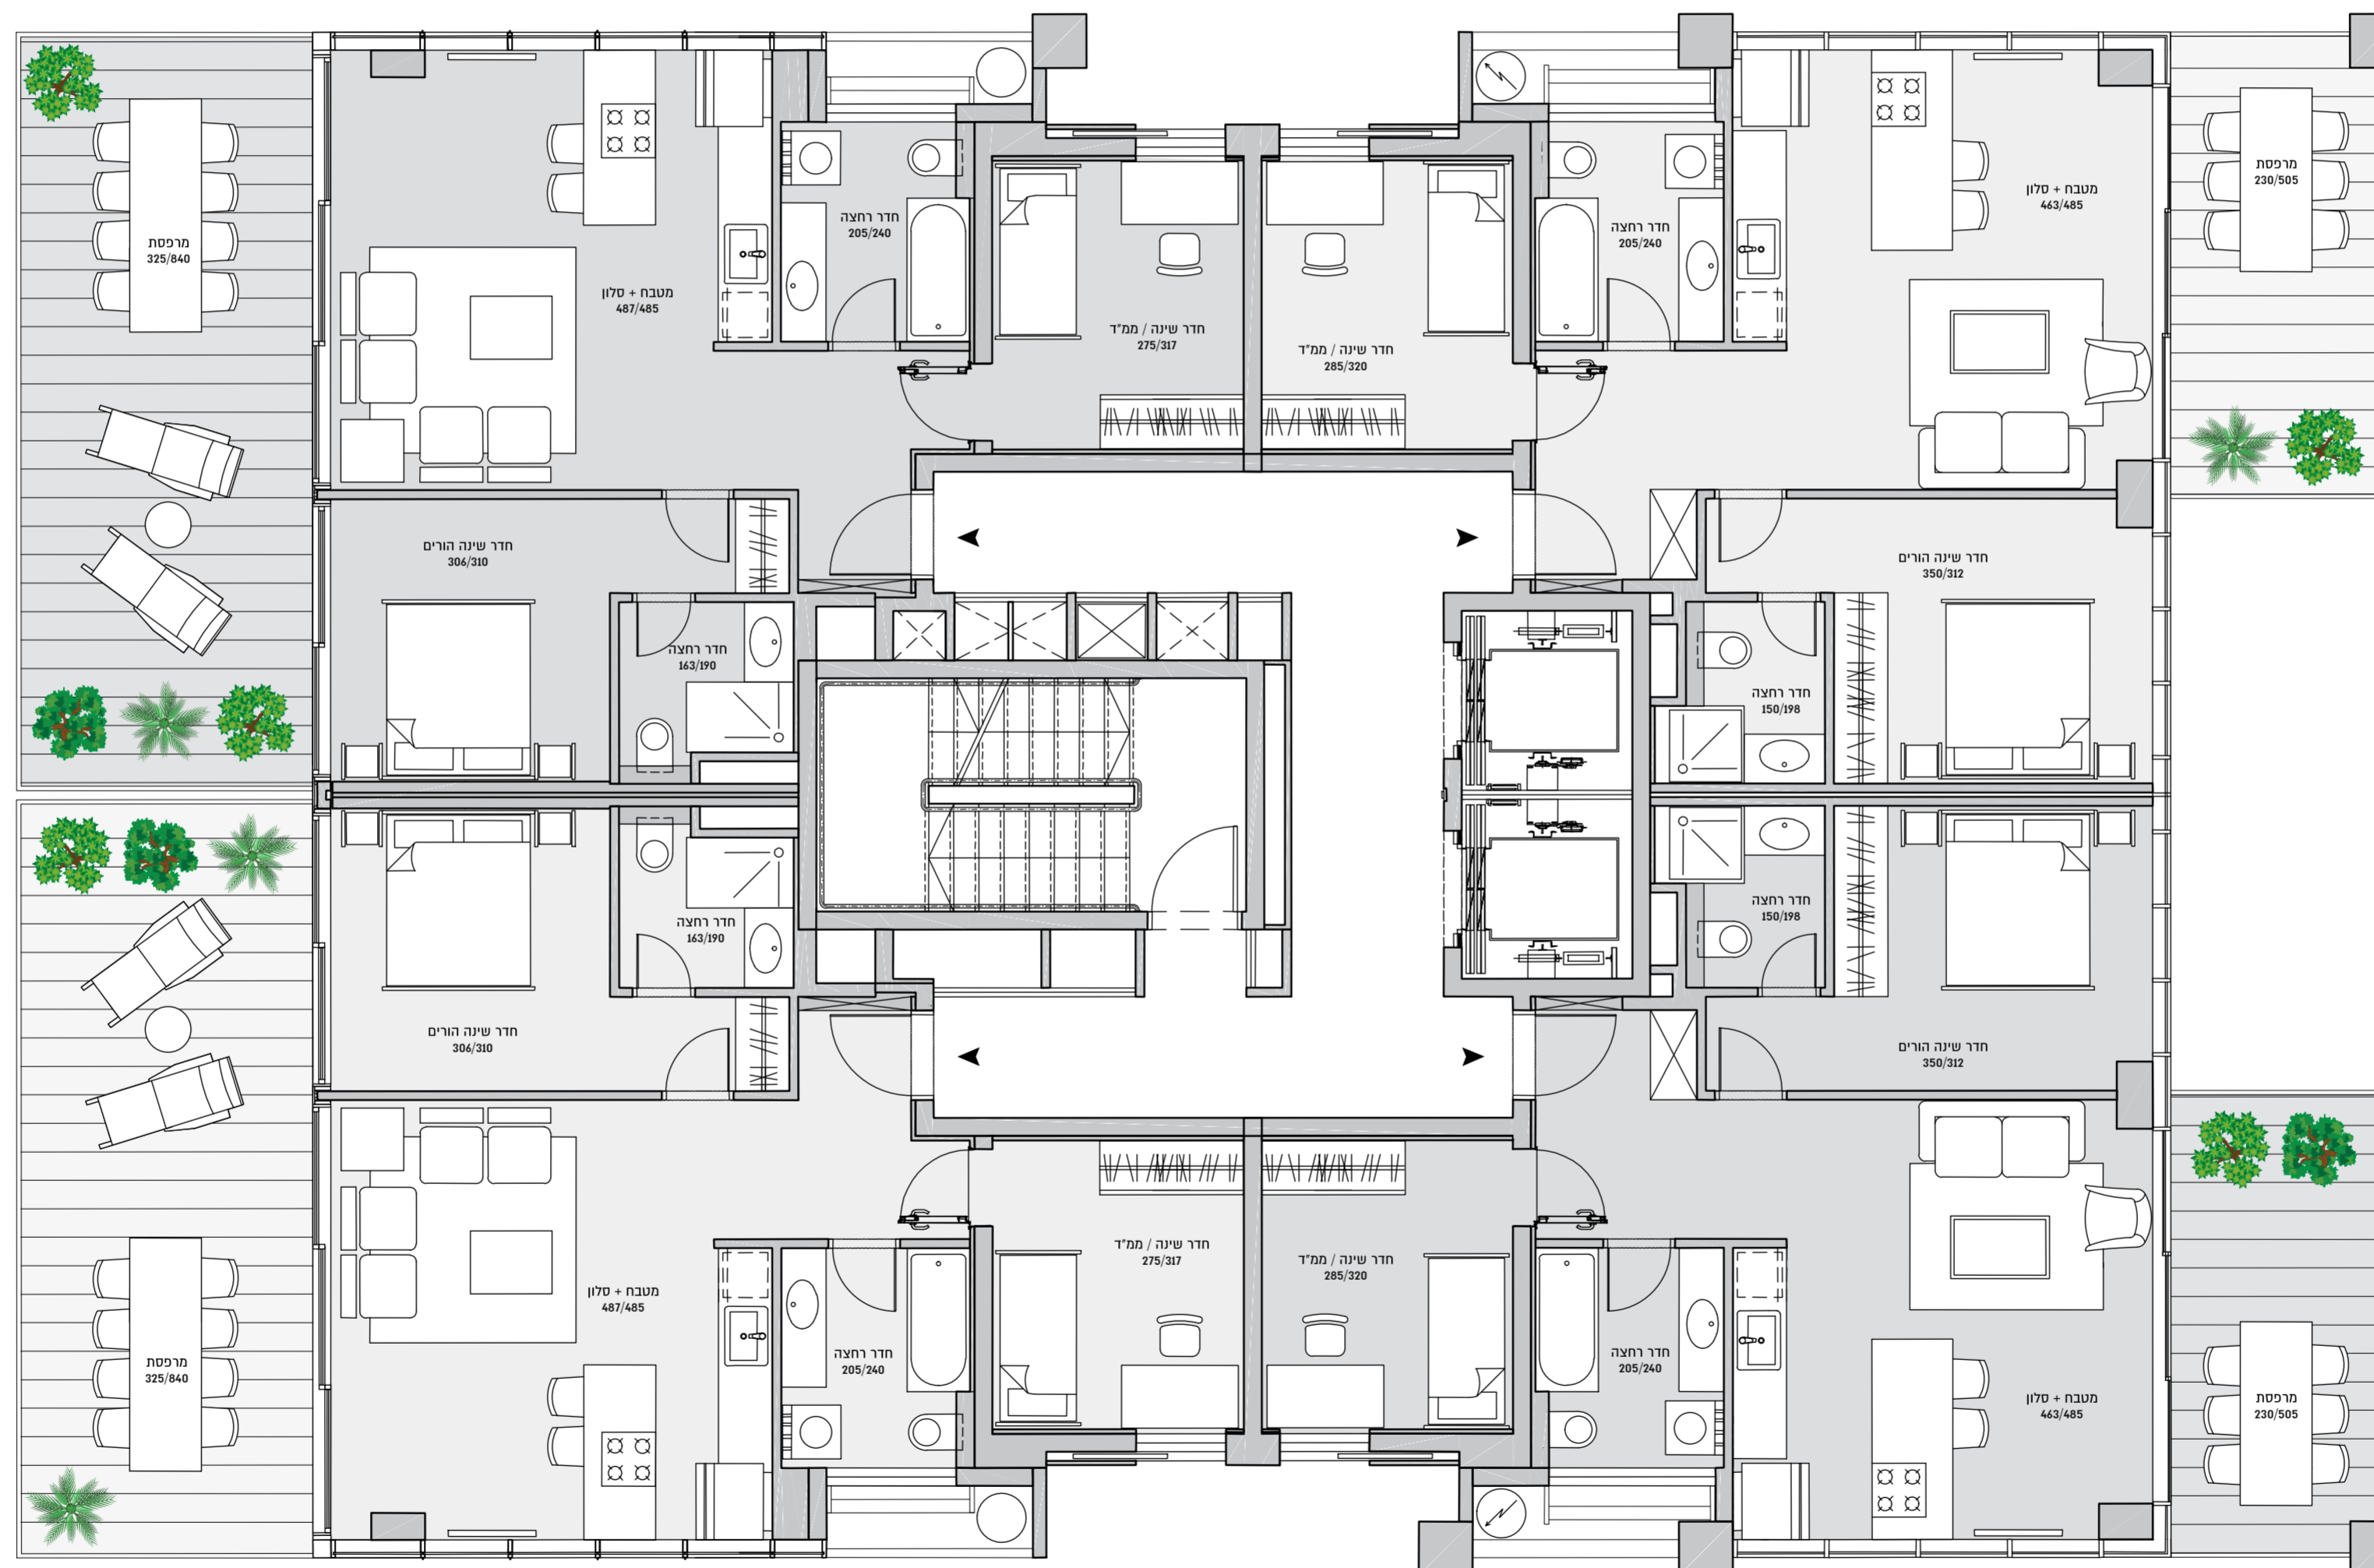 מרפסת
325/840
מטבח + סלון
487/485
חדר רחצה
205/240
חדר שינה / ממ"ד
275/317
חדר שינה / ממ"ד
285/320
חדר רחצה
205/240
מטבח + סלון
463/485
מרפסת
230/505
חדר שינה הורים
306/310
חדר רחצה
163/190
חדר שינה הורים
350/312
חדר רחצה
150/198
חדר רחצה
163/190
חדר שינה הורים
306/310
חדר רחצה
150/198
חדר שינה הורים
350/312
מרפסת
325/840
מטבח + סלון
487/485
חדר רחצה
205/240
חדר שינה / ממ"ד
275/317
חדר שינה / ממ"ד
285/320
חדר רחצה
205/240
מטבח + סלון
463/485
מרפסת
230/505